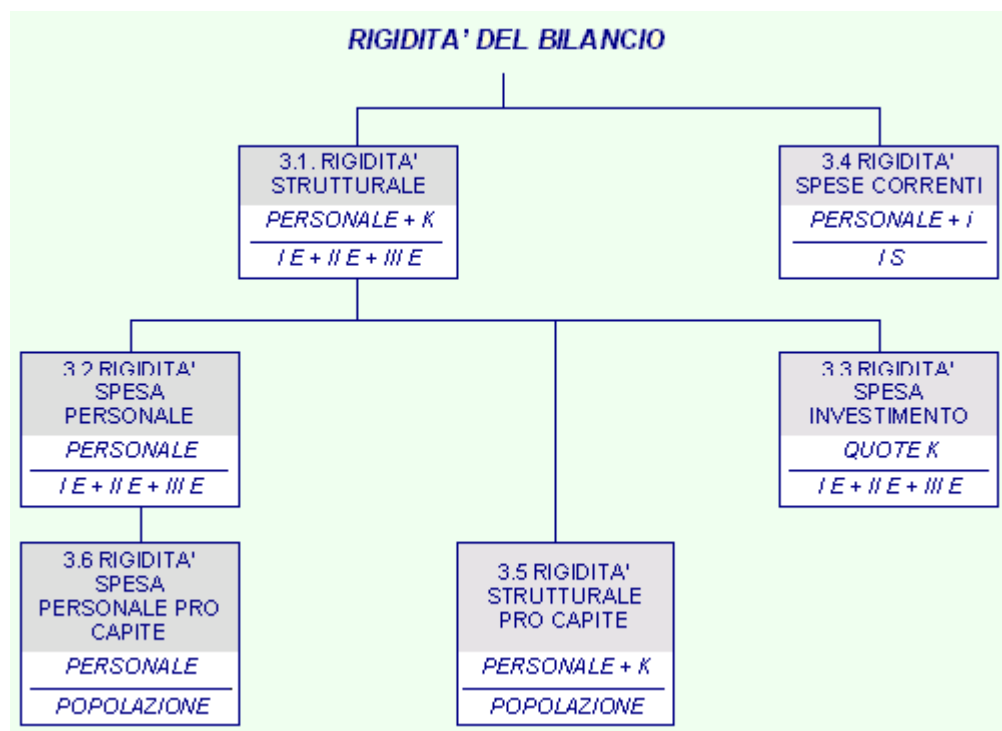 RIGIDITA' DEL BILANCIO
3.1. RIGIDITA'
STRUTTURALE
PERSONALE + K
I E + II E + III E
3.4 RIGIDITA'
SPESE CORRENTI
PERSONALE + i
I S
3.2 RIGIDITA'
SPESA
PERSONALE
PERSONALE
I E + II E + III E
3.3 RIGIDITA'
SPESA
INVESTIMENTO
QUOTE K
I E + II E + III E
3.6 RIGIDITA'
SPESA
PERSONALE PRO
CAPITE
PERSONALE
POPOLAZIONE
3.5 RIGIDITA'
STRUTTURALE
PRO CAPITE
PERSONALE + K
POPOLAZIONE